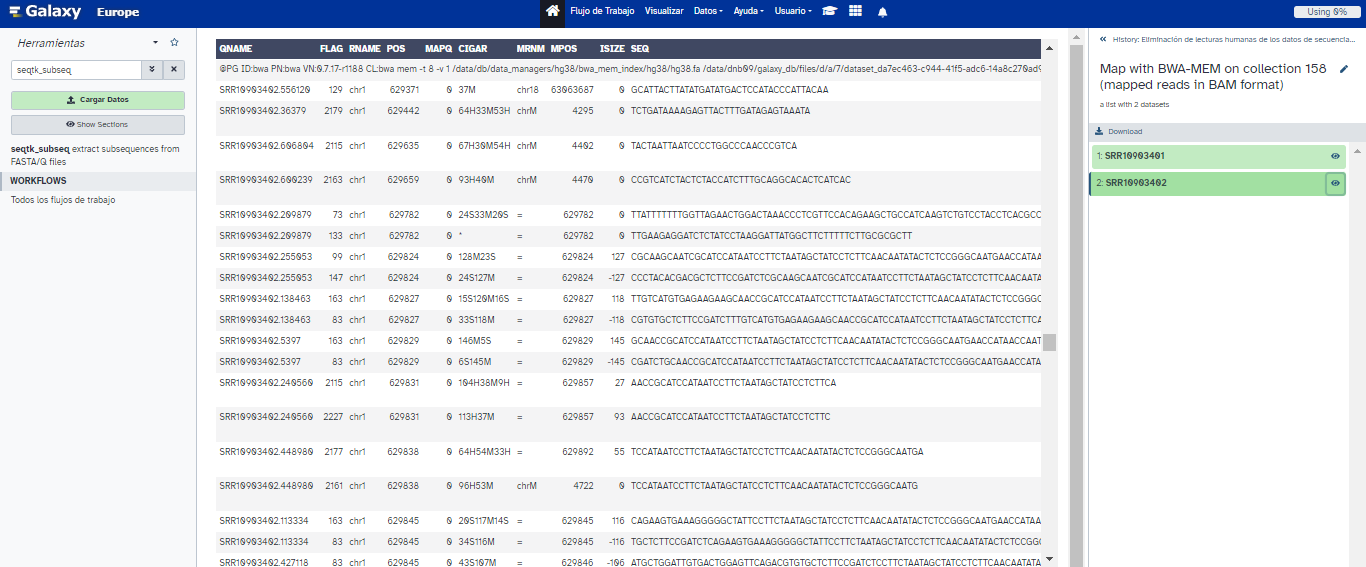 Galaxy Europe
Flujo de Trabajo Visualizar Datos Ayuda Usuario
Using 0%
Herramientas
seqtk_subseq
Cargar Datos
Show Sections
seqtk_subseq extract subsequences from
FASTA/Q files
WORKFLOWS
Todos los flujos de trabajo
QNAME FLAG RNAME POS MAPQ CIGAR MRNM MPOS ISIZE SEQ
@PG ID:bwa PN:bwa VN:0.7.17-r1188 CL:bwa mem -t 8 -v 1 /data/db/data_managers/hg38/bwa_mem_index/hg38/hg38.fa /data/dnb09/galaxy_db/files/d/a/7/dataset_da7ec463-c944-41f5-adc6-14a8c270ad9
SRR10903402.556120 129 chr1 629371 0 37M chr18 63063687 0 GCATTACTTATATGATATGACTCCATACCCATTACAA
SRR10903402.36379 2179 chr1 629442 0 64H33M53H chrM 4295 0 TCTGATAAAAGAGTTACTTTGATAGAGTAAATA
SRR10903402.606804 2115 chr1 629635 0 67H30M54H chrM 4402 0 TACTAATTAATCCCCTGGCCCAACCCGTCA
SRR10903402.600239 2163 chr1 629659 0 93H40M chrM 4470 0 CCGTCATCTACTCTACCATCTTTGCAGGCACACTCATCAC
SRR10903402.209879 73 chr1 629782 0 24S33M20S = 629782 0 TTATTTTTTTGGTTAGAACTGGACTAAACCCTCGTTCCACAGAAGCTGCCATCAAGTCTGTCCTACCTCACGCC
SRR10903402.209879 133 chr1 629782 0 * = 629782 0 TTGAAGAGGATCTCTATCCTAAGGATTATGGCTTCTTTTTCTTGCGCGCTT
SRR10903402.255053 99 chr1 629824 0 128M23S = 629824 127 CGCAAGCAATCGCATCCATAATCCTTCTAATAGCTATCCTCTTCAACAATATACTCTCCGGGCAATGAACCATAA
SRR10903402.255053 147 chr1 629824 0 24S127M = 629824 -127 CCCTACACGACGCTCTTCCGATCTCGCAAGCAATCGCATCCATAATCCTTCTAATAGCTATCCTCTTCAACAATA
SRR10903402.138463 163 chr1 629827 0 15S120M16S = 629827 118 TTGTCATGTGAGAAGAAGCAACCGCATCCATAATCCTTCTAATAGCTATCCTCTTCAACAATATACTCTCCGGGC
SRR10903402.138463 83 chr1 629827 0 33S118M = 629827 -118 CGTGTGCTCTTCCGATCTTTGTCATGTGAGAAGAAGCAACCGCATCCATAATCCTTCTAATAGCTATCCTCTTCA
SRR10903402.5397 163 chr1 629829 0 146M5S = 629829 145 GCAACCGCATCCATAATCCTTCTAATAGCTATCCTCTTCAACAATATACTCTCCGGGCAATGAACCATAACCAAT
SRR10903402.5397 83 chr1 629829 0 6S145M = 629829 -145 CGATCTGCAACCGCATCCATAATCCTTCTAATAGCTATCCTCTTCAACAATATACTCTCCGGGCAATGAACCATA
SRR10903402.240560 2115 chr1 629831 0 104H38M9H = 629857 27 AACCGCATCCATAATCCTTCTAATAGCTATCCTCTTCA
SRR10903402.240560 2227 chr1 629831 0 113H37M = 629857 93 AACCGCATCCATAATCCTTCTAATAGCTATCCTCTTC
SRR10903402.448980 2177 chr1 629838 0 64H54M33H = 629892 55 TCCATAATCCTTCTAATAGCTATCCTCTTCAACAATATACTCTCCGGGCAATGA
SRR10903402.448980 2161 chr1 629838 0 96H53M chrM 4722 0 TCCATAATCCTTCTAATAGCTATCCTCTTCAACAATATACTCTCCGGGCAATG
SRR10903402.113334 163 chr1 629845 0 20S117M14S = 629845 116 CAGAAGTGAAAGGGGGCTATTCCTTCTAATAGCTATCCTCTTCAACAATATACTCTCCGGGCAATGAACCATAA
SRR10903402.113334 83 chr1 629845 0 34S116M = 629845 -116 TGCTCTTCCGATCTCAGAAGTGAAAGGGGGCTATTCCTTCTAATAGCTATCCTCTTCAACAATATACTCTCCGGG
SRR10903402.427118 83 chr1 629845 0 43S107M = 629846 -106 ATGCTGGATTGTGACTGGAGTTCAGACGTGTGCTCTTCCGATCTCCTTCTAATAGCTATCCTCTTCAACAATATA
History: Eliminación de lecturas humanas de los datos de secuencia...
Map with BWA-MEM on collection 158
(mapped reads in BAM format)
a list with 2 datasets
Download
1: SRR10903401
2: SRR10903402